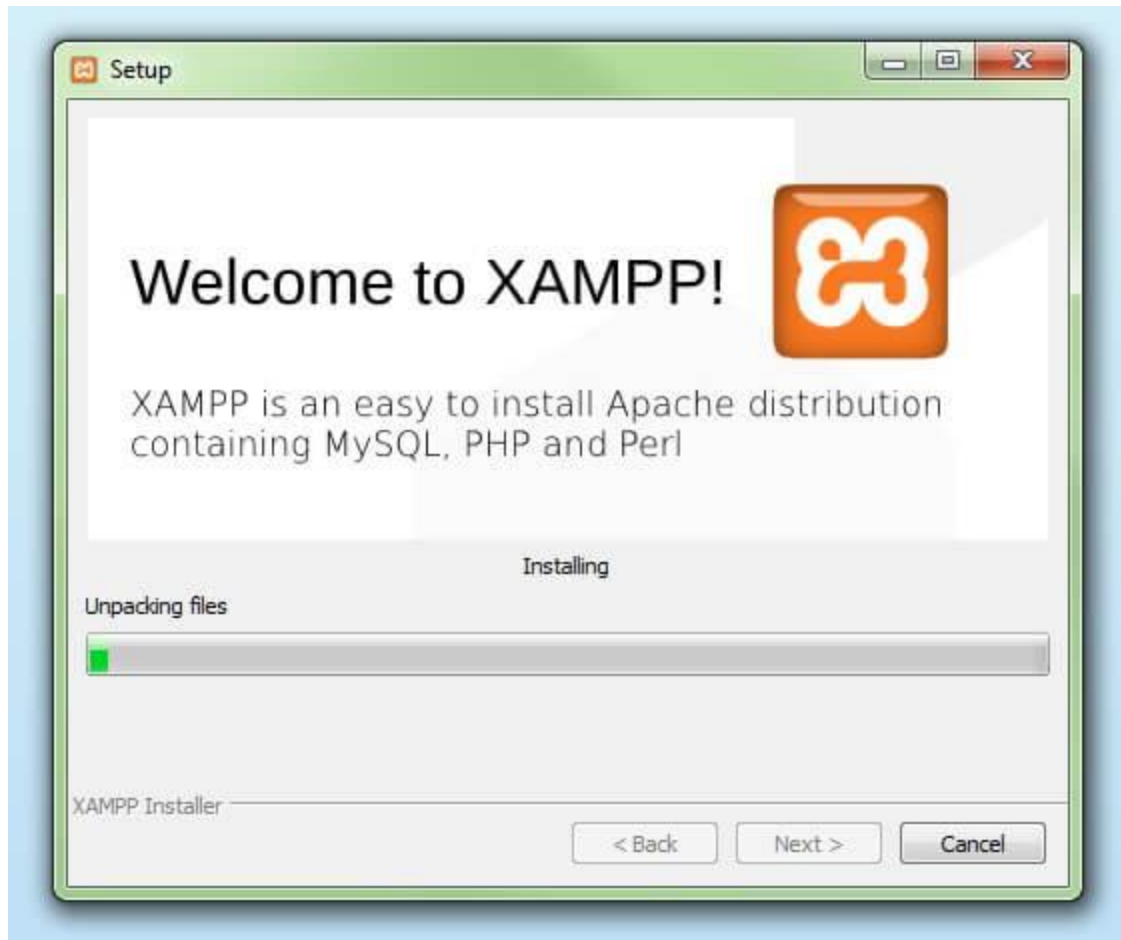 Setup
Welcome to XAMPP!
XAMPP is an easy to install Apache distribution
containing MySQL, PHP and Perl
Installing
Unpacking files
XAMPP Installer
< Back
Next >
Cancel